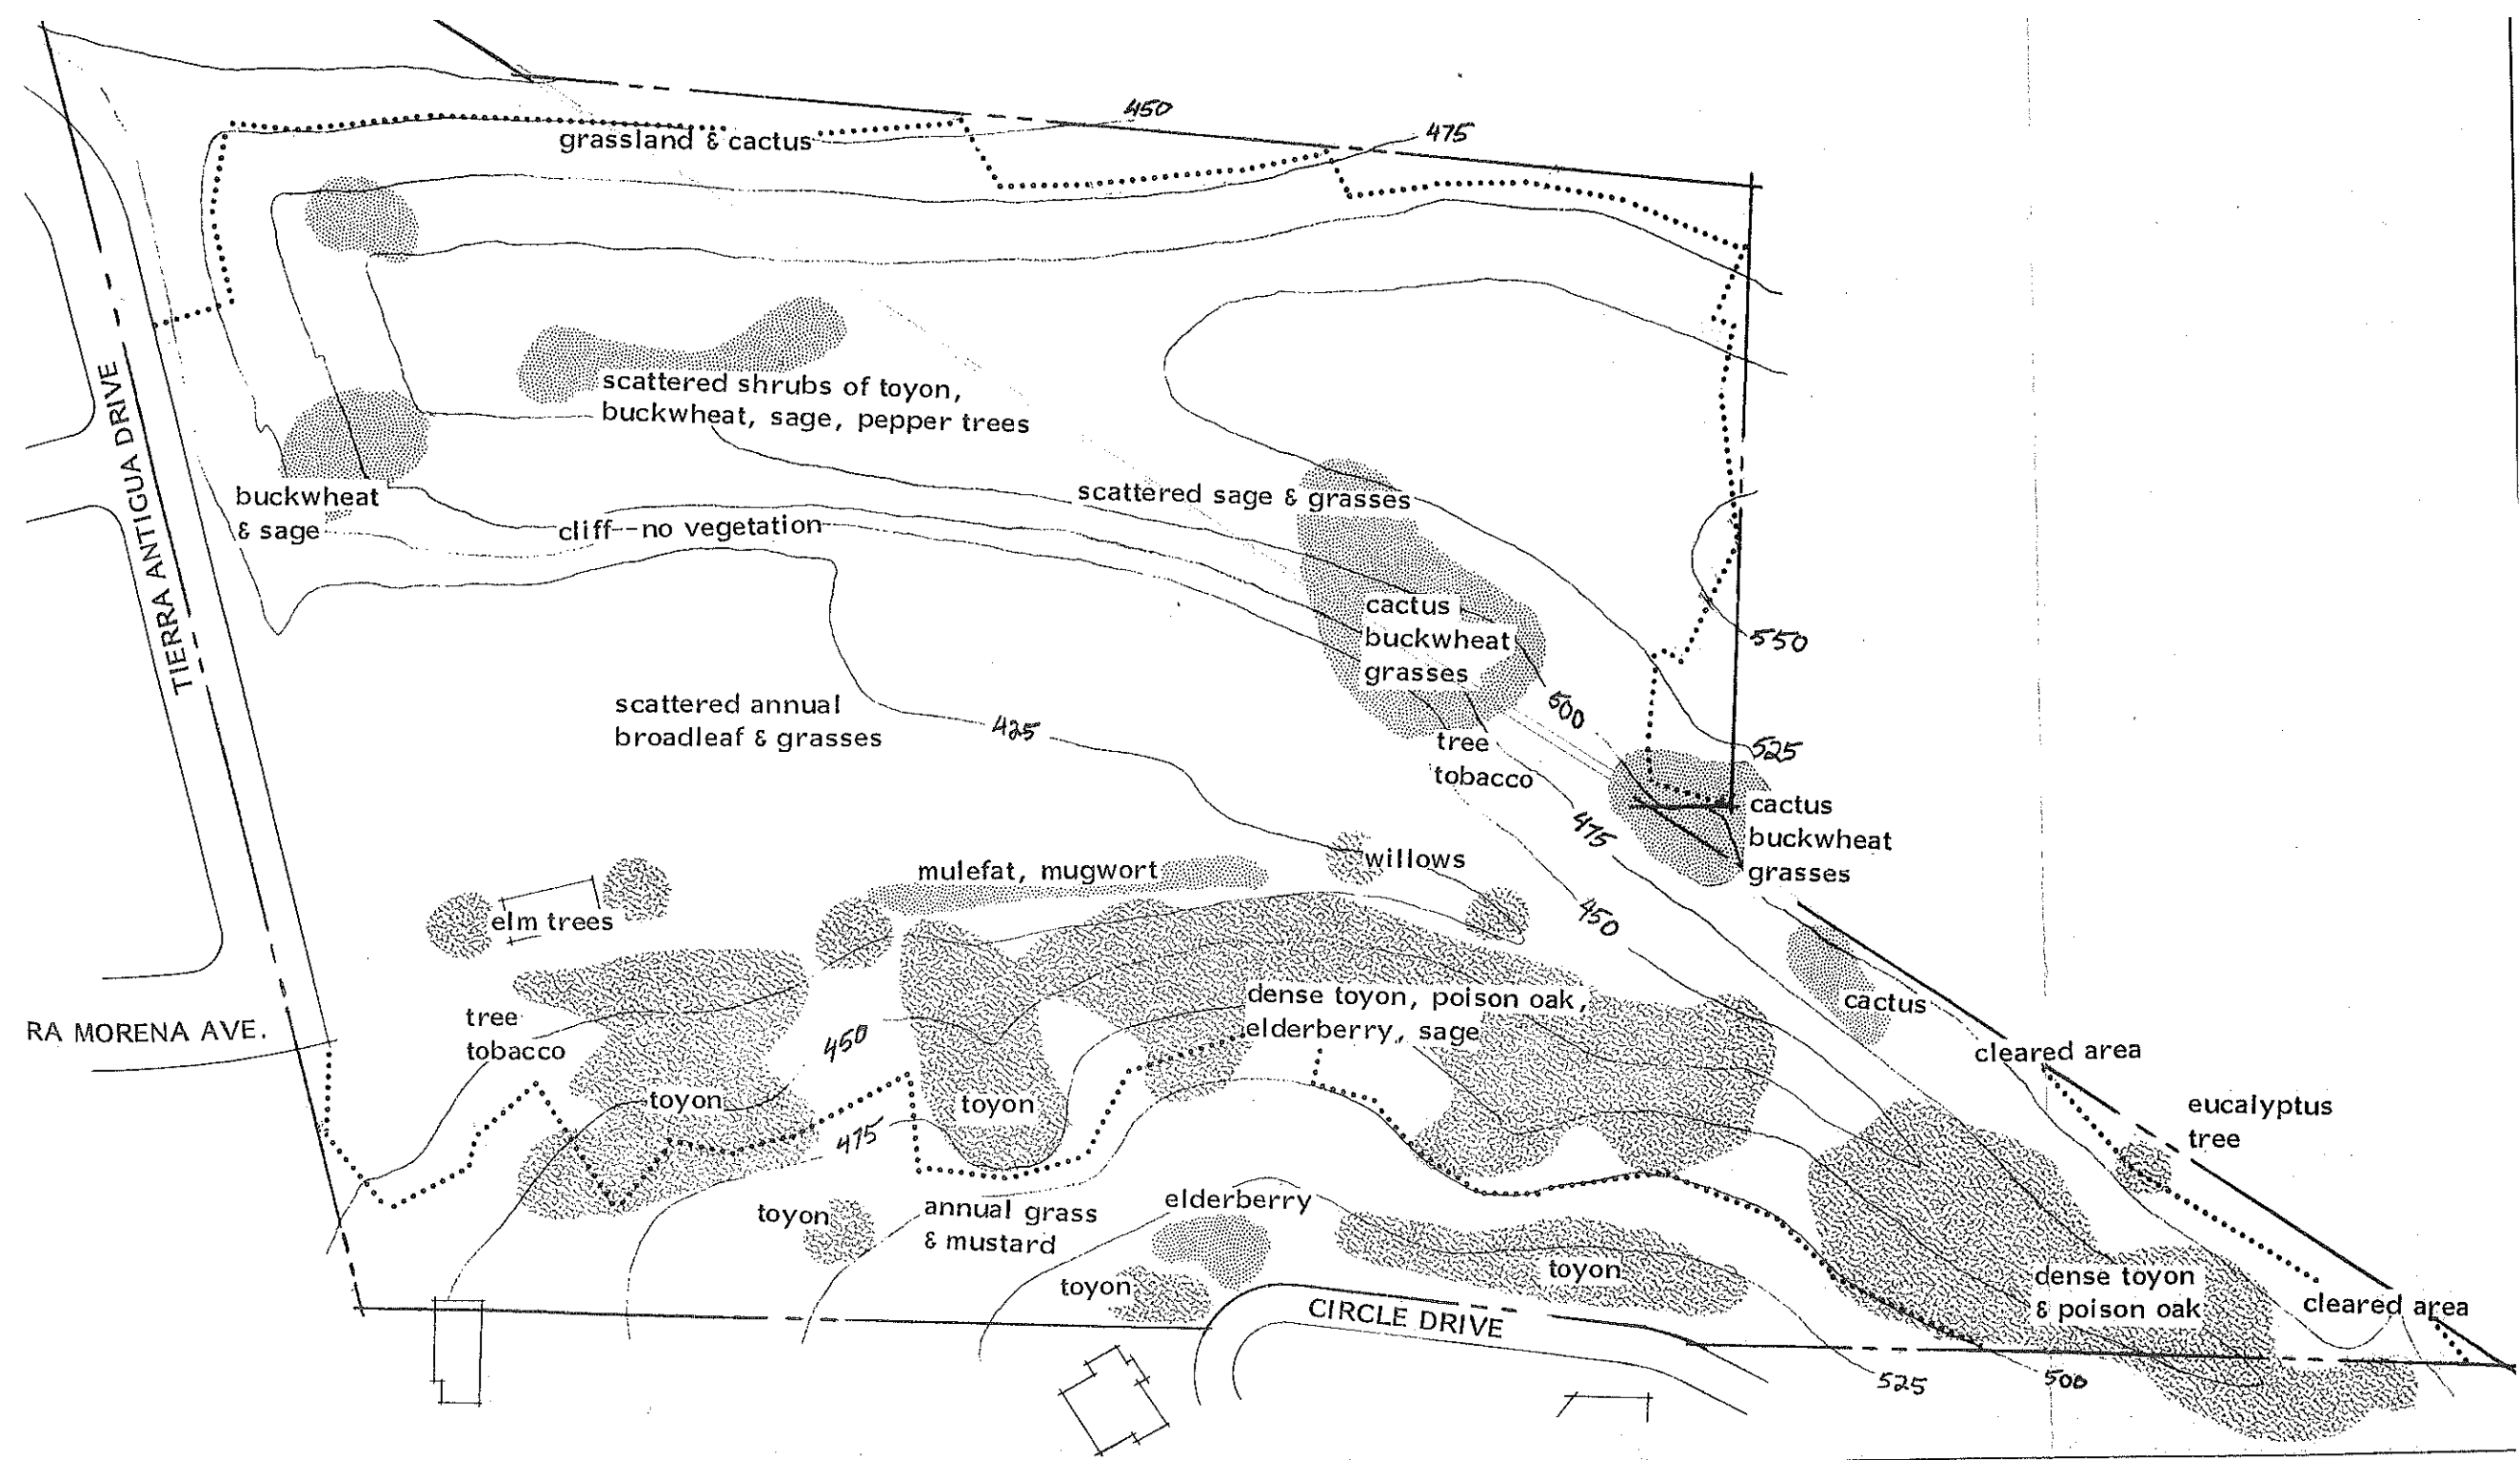 450
475
grassland & cactus
TIERRA ANTIGUA DRIVE
scattered shrubs of toyon,
buckwheat, sage, pepper trees
buckwheat
& sage
scattered sage & grasses
cliff--no vegetation
cactus
buckwheat
grasses
550
500
525
scattered annual
broadleaf & grasses
425
tree
tobacco
475
cactus
buckwheat
grasses
mulefat, mugwort
willows
elm trees
450
cactus
dense toyon, poison oak,
elderberry, sage
RA MORENA AVE.
tree
tobacco
450
cleared area
toyon
toyon
475
eucalyptus
tree
toyon
annual grass
& mustard
elderberry
toyon
toyon
CIRCLE DRIVE
dense toyon
& poison oak
cleared area
525
500